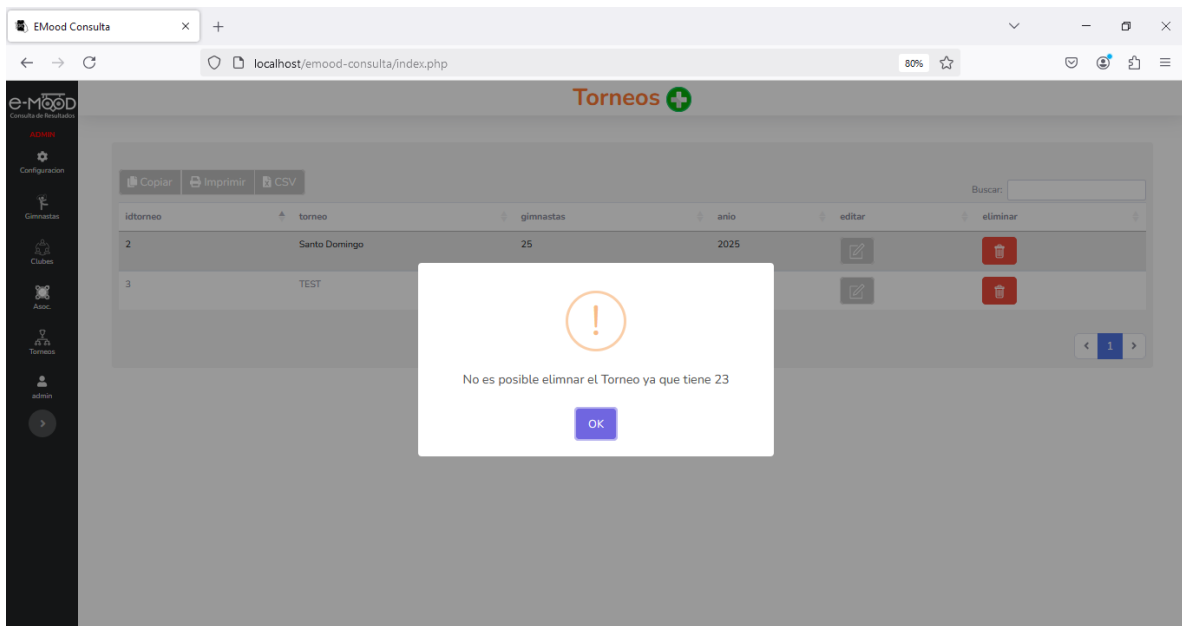 EMood Consulta
localhost/emood-consulta/index.php
80%
e-MOOD
Consulta de Resultados
ADMIN
Configuracion
Gimnastas
Clubes
Asoc.
Torneos
admin
Torneos
Copiar Imprimir CSV
Buscar:
idtorneo torneo gimnastas anio editar eliminar
2 Santo Domingo 25 2025
3 TEST
No es posible elimnar el Torneo ya que tiene 23
OK
1